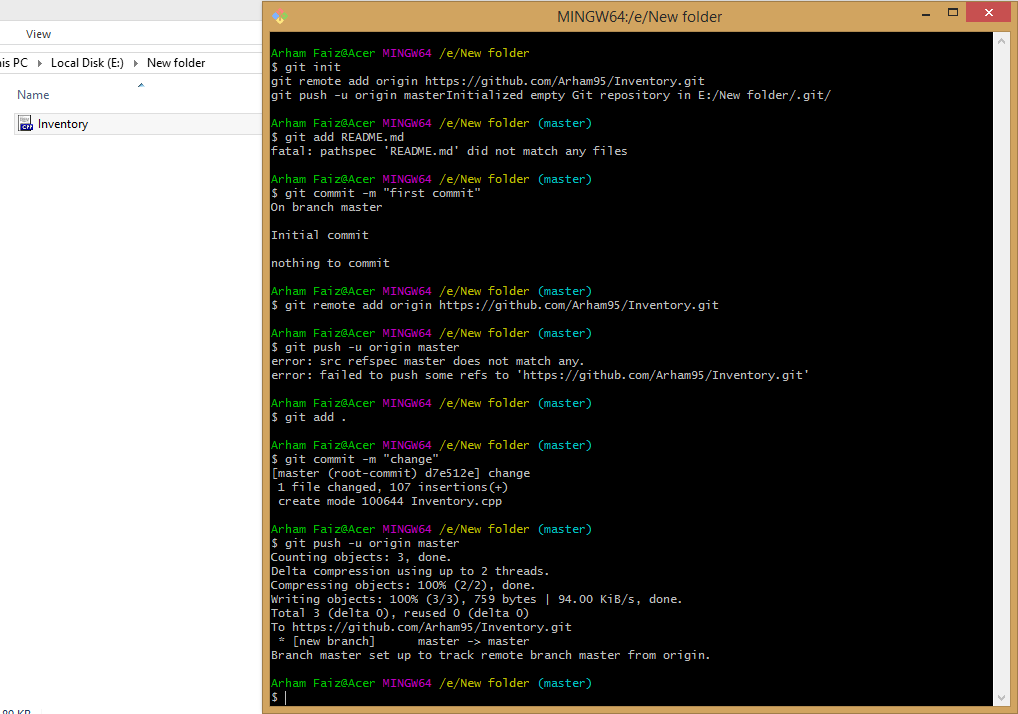 View
MINGW64:/e/New folder
is PC
Local Disk (E:)
New folder
Name
Inventory
Arham Faiz@Acer MINGW64 /e/New folder
$ git init
git remote add origin https://github.com/Arham95/Inventory.git
git push -u origin masterInitialized empty Git repository in E:/New folder/.git/
Arham Faiz@Acer MINGW64 /e/New folder (master)
$ git add README.md
fatal: pathspec 'README.md' did not match any files
Arham Faiz@Acer MINGW64 /e/New folder (master)
$ git commit -m "first commit"
On branch master
Initial commit
nothing to commit
Arham Faiz@Acer MINGW64 /e/New folder (master)
$ git remote add origin https://github.com/Arham95/Inventory.git
Arham Faiz@Acer MINGW64 /e/New folder (master)
$ git push -u origin master
error: src refspec master does not match any.
error: failed to push some refs to 'https://github.com/Arham95/Inventory.git'
Arham Faiz@Acer MINGW64 /e/New folder (master)
$ git add .
Arham Faiz@Acer MINGW64 /e/New folder (master)
$ git commit -m "change"
[master (root-commit) d7e512e] change
1 file changed, 107 insertions(+)
create mode 100644 Inventory.cpp
Arham Faiz@Acer MINGW64 /e/New folder (master)
$ git push -u origin master
Counting objects: 3, done.
Delta compression using up to 2 threads.
Compressing objects: 100% (2/2), done.
Writing objects: 100% (3/3), 759 bytes | 94.00 KiB/s, done.
Total 3 (delta 0), reused 0 (delta 0)
To https://github.com/Arham95/Inventory.git
* [new branch]      master -> master
Branch master set up to track remote branch master from origin.
Arham Faiz@Acer MINGW64 /e/New folder (master)
$